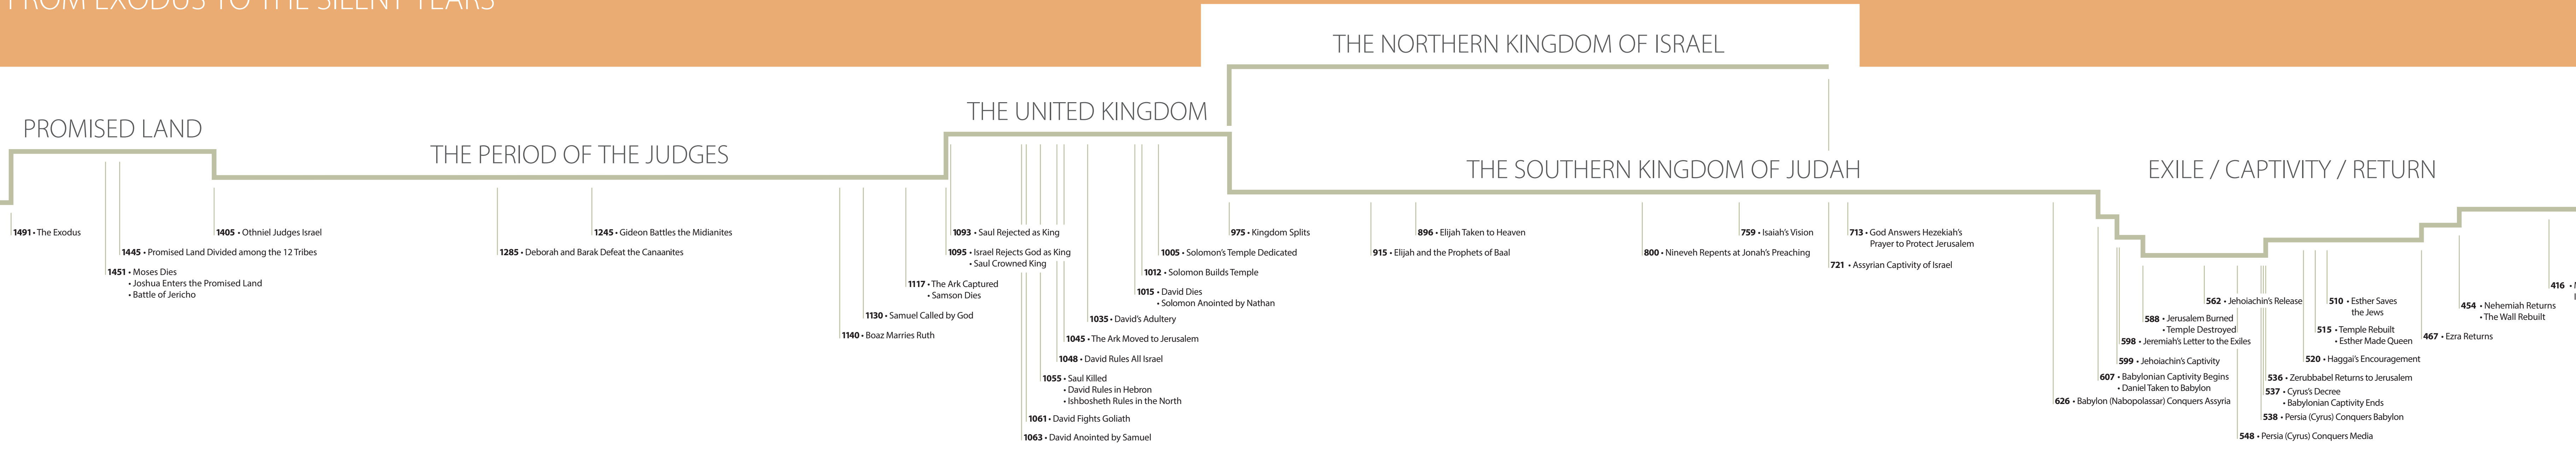 FROM EXODUS TO THE SILENT YEARS
THE NORTHERN KINGDOM OF ISRAEL
THE UNITED KINGDOM
PROMISED LAND
THE PERIOD OF THE JUDGES
THE SOUTHERN KINGDOM OF JUDAH
EXILE / CAPTIVITY / RETURN
1491 • The Exodus
1445 • Promised Land Divided among the 12 Tribes
1451 • Moses Dies
• Joshua Enters the Promised Land
• Battle of Jericho
1405 • Othniel Judges Israel
1285 • Deborah and Barak Defeat the Canaanites
1245 • Gideon Battles the Midianites
1140 • Boaz Marries Ruth
1130 • Samuel Called by God
1117 • The Ark Captured
• Samson Dies
1093 • Saul Rejected as King
1095 • Israel Rejects God as King
• Saul Crowned King
1063 • David Anointed by Samuel
1061 • David Fights Goliath
1055 • Saul Killed
• David Rules in Hebron
• Ishbosheth Rules in the North
1048 • David Rules All Israel
1045 • The Ark Moved to Jerusalem
1035 • David's Adultery
1015 • David Dies
• Solomon Anointed by Nathan
1012 • Solomon Builds Temple
1005 • Solomon's Temple Dedicated
975 • Kingdom Splits
915 • Elijah and the Prophets of Baal
896 • Elijah Taken to Heaven
800 • Nineveh Repents at Jonah's Preaching
759 • Isaiah's Vision
721 • Assyrian Captivity of Israel
713 • God Answers Hezekiah's
Prayer to Protect Jerusalem
626 • Babylon (Nabopolassar) Conquers Assyria
607 • Babylonian Captivity Begins
• Daniel Taken to Babylon
599 • Jehoiachin's Captivity
598 • Jeremiah's Letter to the Exiles
588 • Jerusalem Burned
• Temple Destroyed
562 • Jehoiachin's Release
548 • Persia (Cyrus) Conquers Media
538 • Persia (Cyrus) Conquers Babylon
537 • Cyrus's Decree
• Babylonian Captivity Ends
536 • Zerubbabel Returns to Jerusalem
520 • Haggai's Encouragement
515 • Temple Rebuilt
• Esther Made Queen
510 • Esther Saves
the Jews
467 • Ezra Returns
454 • Nehemiah Returns
• The Wall Rebuilt
416 •